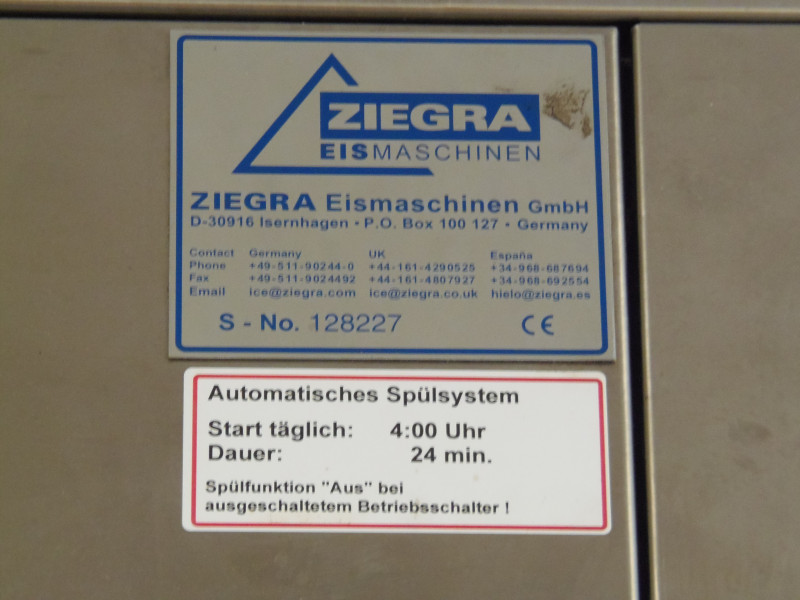 ZIEGRA
EISMASCHINEN
ZIEGRA Eismaschinen GmbH
D-30916 Isernhagen · P.O. Box 100 127 · Germany
Contact Germany UK España
Phone +49-511-90244-0 +44-161-4290525 +34-968-687694
Fax +49-511-9024492 +44-161-4807927 +34-968-692554
Email ice@ziegra.com ice@ziegra.co.uk hielo@ziegra.es
S - No. 128227 CE
Automatisches Spülsystem
Start täglich: 4:00 Uhr
Dauer: 24 min.
Spülfunktion "Aus" bei
ausgeschaltetem Betriebsschalter !